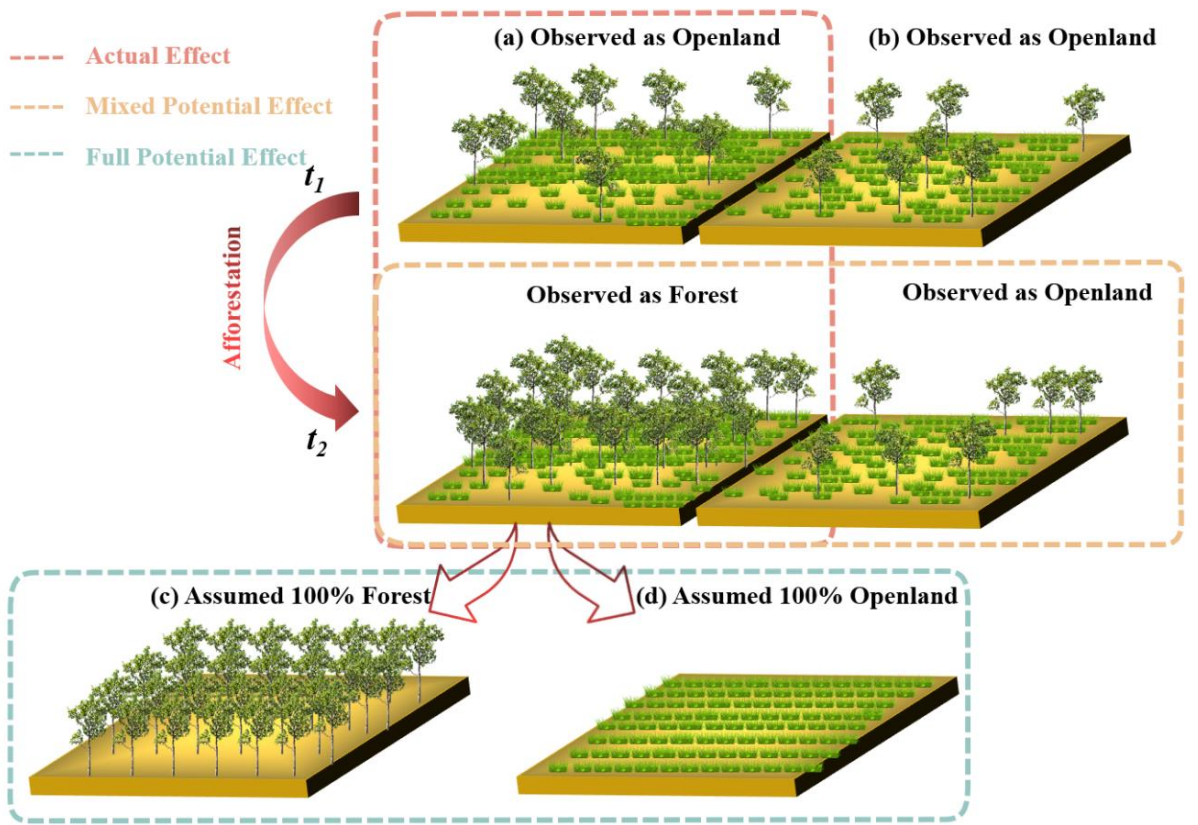 (a) Observed as Openland
(b) Observed as Openland
Actual Effect
Mixed Potential Effect
Full Potential Effect
t1
Afforestation
t2
Observed as Forest
Observed as Openland
(c) Assumed 100% Forest
(d) Assumed 100% Openland